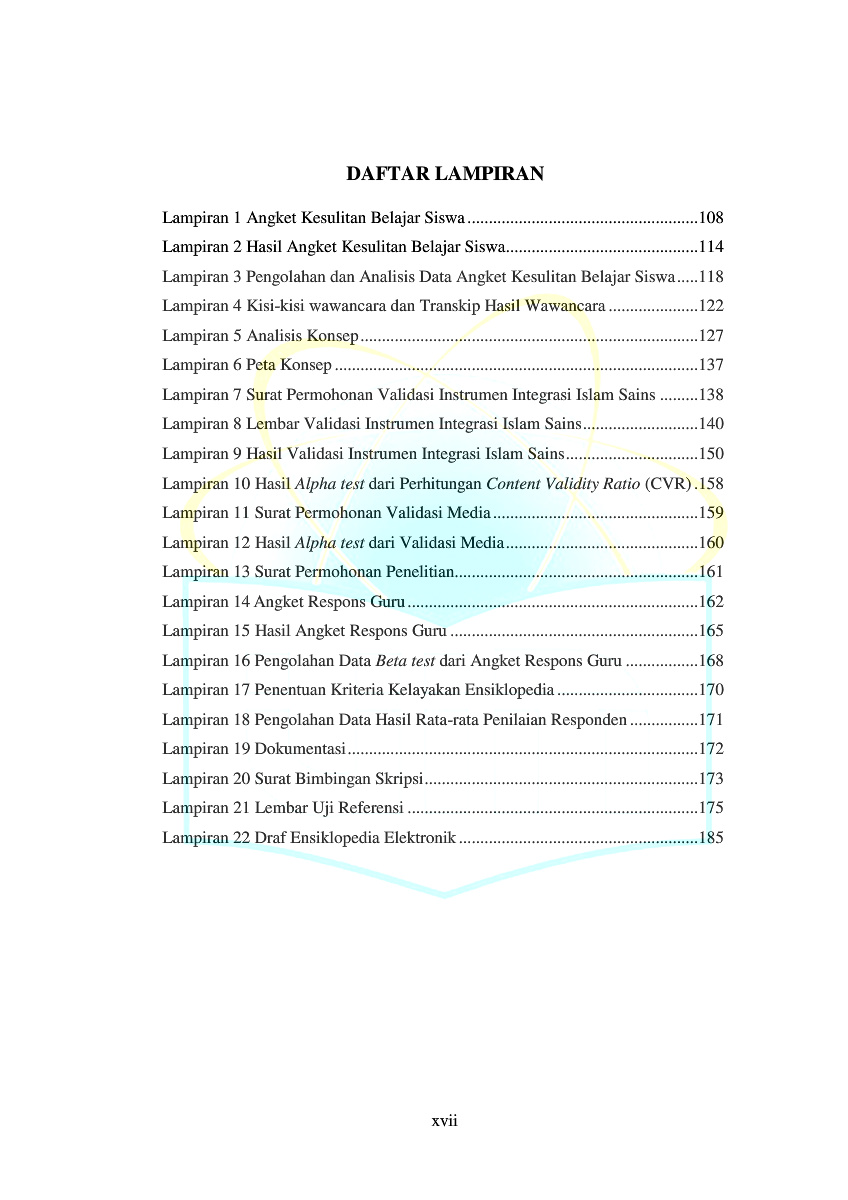 DAFTAR LAMPIRAN
Lampiran 1 Angket Kesulitan Belajar Siswa......................................................108
Lampiran 2 Hasil Angket Kesulitan Belajar Siswa.............................................114
Lampiran 3 Pengolahan dan Analisis Data Angket Kesulitan Belajar Siswa.....118
Lampiran 4 Kisi-kisi wawancara dan Transkip Hasil Wawancara .....................122
Lampiran 5 Analisis Konsep...............................................................................127
Lampiran 6 Peta Konsep .....................................................................................137
Lampiran 7 Surat Permohonan Validasi Instrumen Integrasi Islam Sains .........138
Lampiran 8 Lembar Validasi Instrumen Integrasi Islam Sains...........................140
Lampiran 9 Hasil Validasi Instrumen Integrasi Islam Sains...............................150
Lampiran 10 Hasil Alpha test dari Perhitungan Content Validity Ratio (CVR).158
Lampiran 11 Surat Permohonan Validasi Media................................................159
Lampiran 12 Hasil Alpha test dari Validasi Media.............................................160
Lampiran 13 Surat Permohonan Penelitian.........................................................161
Lampiran 14 Angket Respons Guru....................................................................162
Lampiran 15 Hasil Angket Respons Guru ..........................................................165
Lampiran 16 Pengolahan Data Beta test dari Angket Respons Guru .................168
Lampiran 17 Penentuan Kriteria Kelayakan Ensiklopedia .................................170
Lampiran 18 Pengolahan Data Hasil Rata-rata Penilaian Responden ................171
Lampiran 19 Dokumentasi..................................................................................172
Lampiran 20 Surat Bimbingan Skripsi................................................................173
Lampiran 21 Lembar Uji Referensi ....................................................................175
Lampiran 22 Draf Ensiklopedia Elektronik ........................................................185
xvii